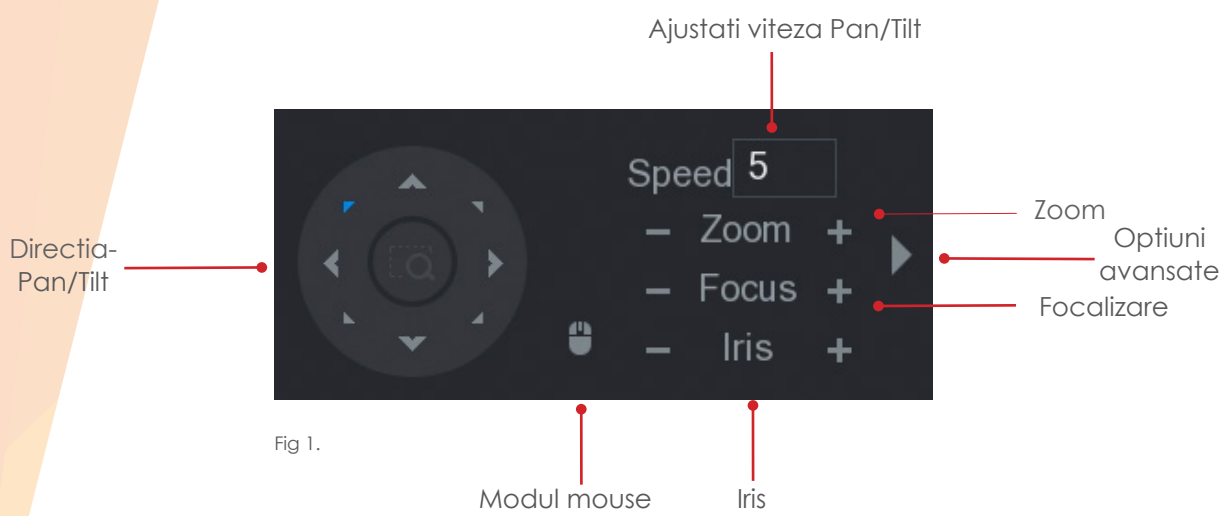 Ajustati viteza Pan/Tilt
Speed 5
- Zoom +
- Focus +
- Iris +
Directia-
Pan/Tilt
Zoom
Optiuni
avansate
Focalizare
Fig 1.
Modul mouse
Iris